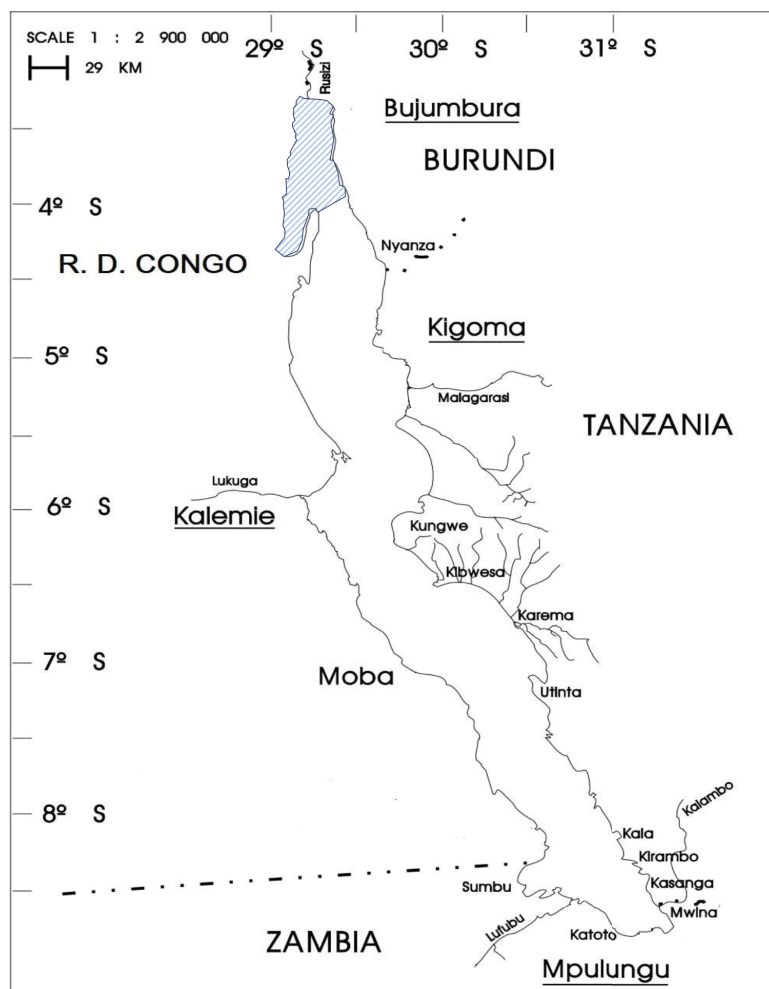 SCALE 1 : 2 900 000
29º S 30º S 31º S
29 KM
Rusizi
Bujumbura
BURUNDI
4º S
Nyanza
R. D. CONGO
Kigoma
5º S
Malagarasi
TANZANIA
Lukuga
6º S
Kalemie
Kungwe
Kibwesa
Karema
7º S
Moba
Utinta
Kalambo
8º S
Kala
Kirambo
Kasanga
Sumbu
Mwina
Lufubu
Katoto
ZAMBIA
Mpulungu